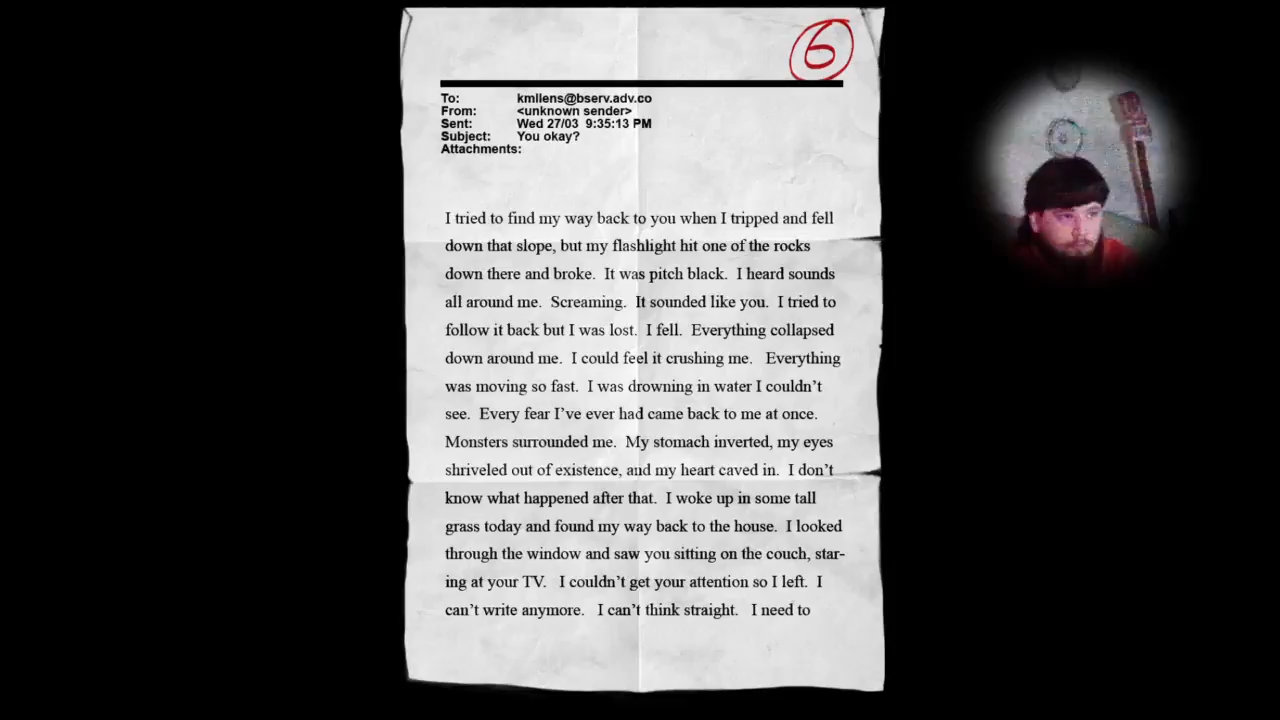 6
To: kmllens@bserv.adv.co
From: <unknown sender>
Sent: Wed 27/03 9:35:13 PM
Subject: You okay?
Attachments:
I tried to find my way back to you when I tripped and fell
down that slope, but my flashlight hit one of the rocks
down there and broke. It was pitch black. I heard sounds
all around me. Screaming. It sounded like you. I tried to
follow it back but I was lost. I fell. Everything collapsed
down around me. I could feel it crushing me. Everything
was moving so fast. I was drowning in water I couldn't
see. Every fear I've ever had came back to me at once.
Monsters surrounded me. My stomach inverted, my eyes
shriveled out of existence, and my heart caved in. I don't
know what happened after that. I woke up in some tall
grass today and found my way back to the house. I looked
through the window and saw you sitting on the couch, star-
ing at your TV. I couldn't get your attention so I left. I
can't write anymore. I can't think straight. I need to